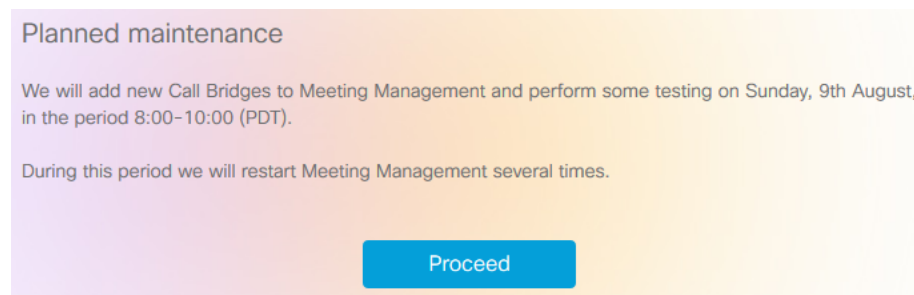 Planned maintenance
We will add new Call Bridges to Meeting Management and perform some testing on Sunday, 9th August,
in the period 8:00-10:00 (PDT).
During this period we will restart Meeting Management several times.
Proceed